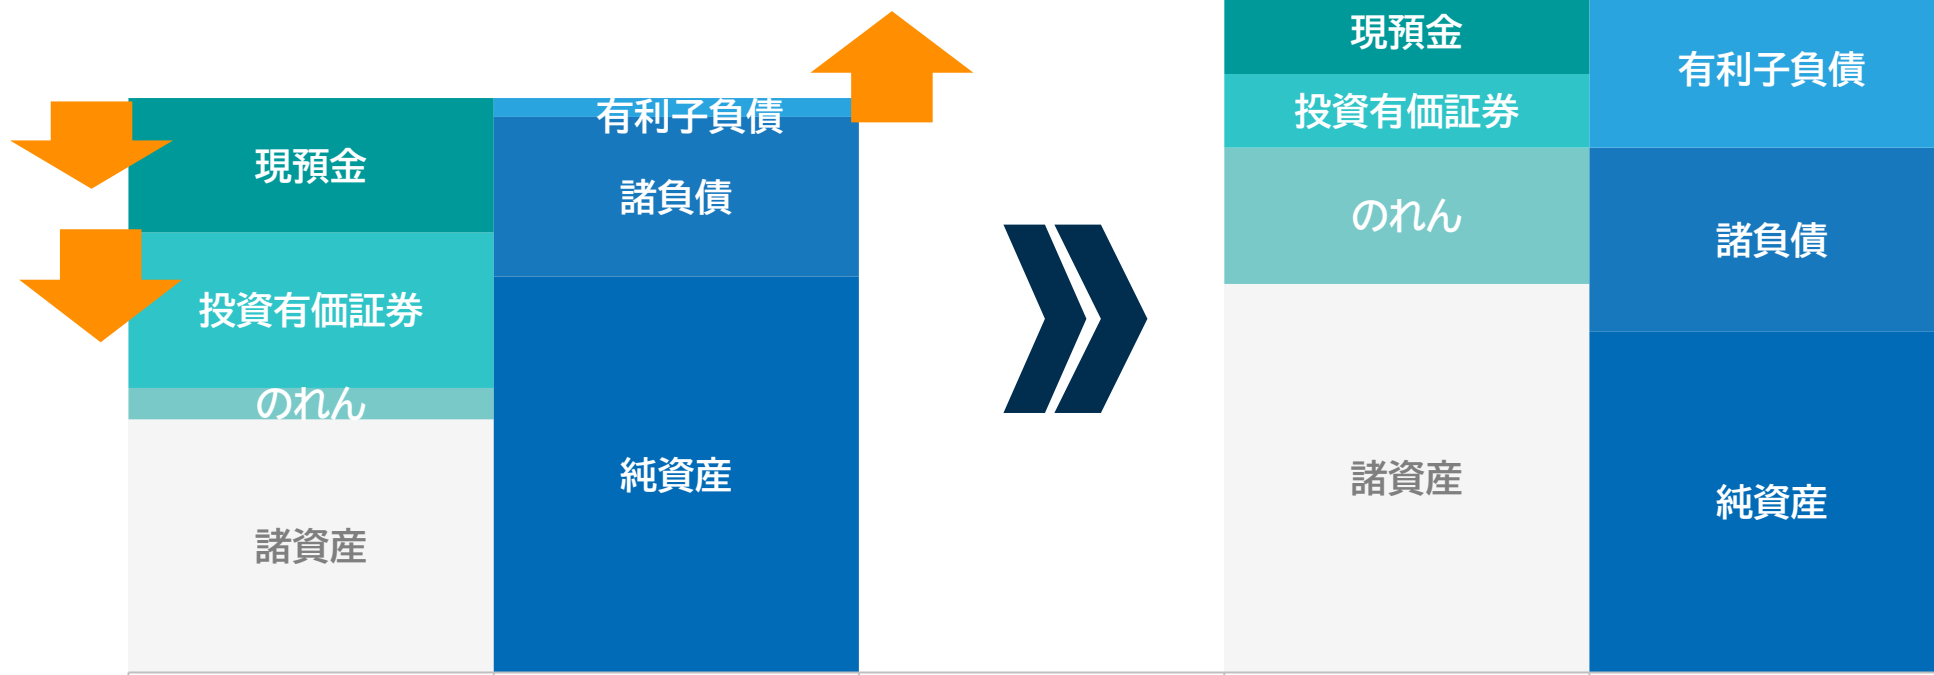 現預金
投資有価証券
のれん
諸資産
有利子負債
諸負債
純資産
現預金
投資有価証券
のれん
諸資産
有利子負債
諸負債
純資産